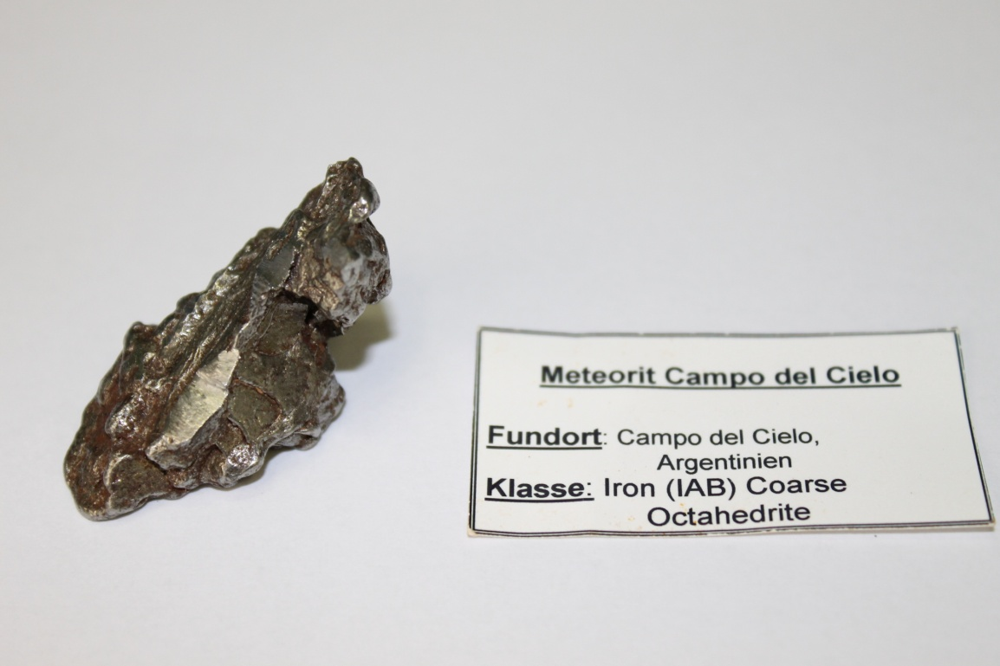 Meteorit Campo del Cielo
Fundort: Campo del Cielo,
Argentinien
Klasse: Iron (IAB) Coarse
Octahedrite